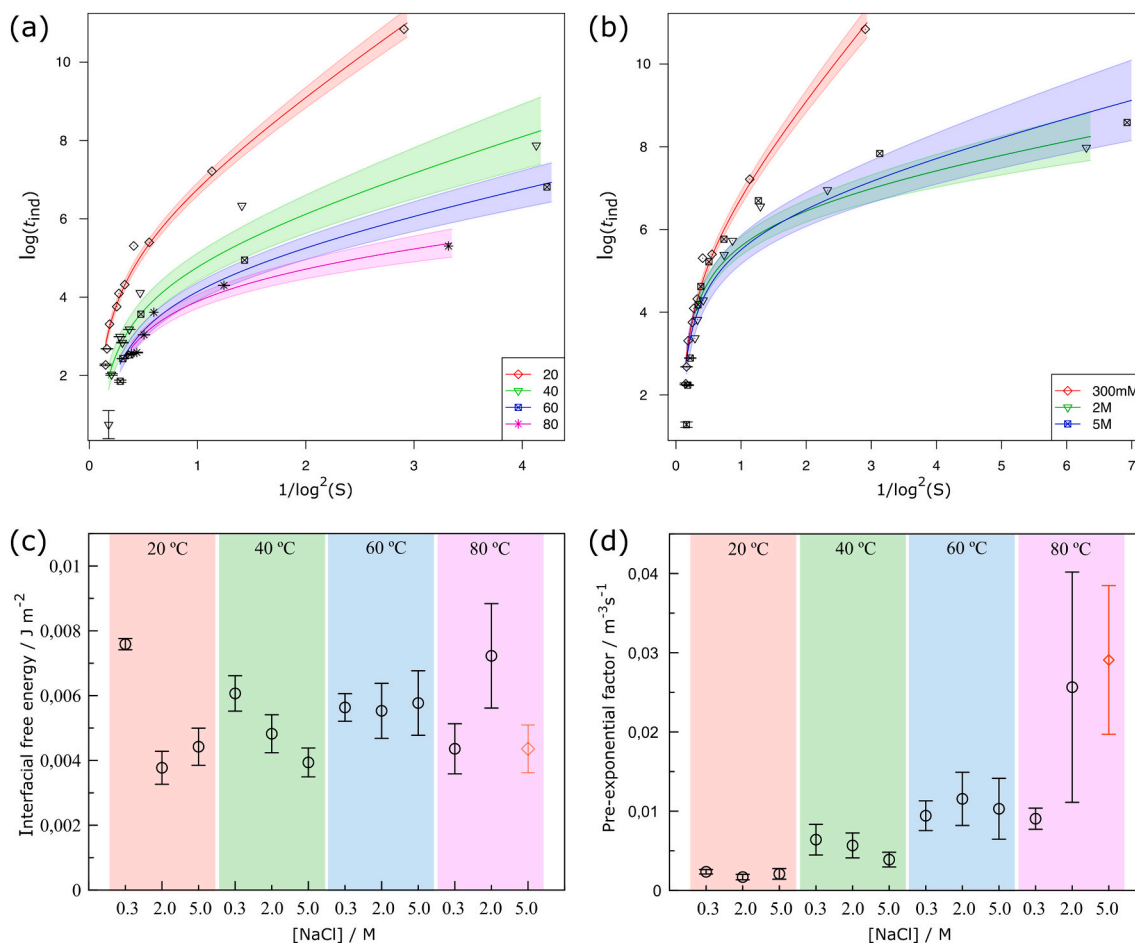 (a)
log(t_ind)
10
8
6
4
2
0 1 2 3 4
1/log²(S)
20
40
60
80
(b)
log(t_ind)
10
8
6
4
2
0 1 2 3 4 5 6 7
1/log²(S)
300mM
2M
5M
(c)
20 ºC 40 ºC 60 ºC 80 ºC
Interfacial free energy / J m⁻²
0,01
0,008
0,006
0,004
0,002
0
0.3 2.0 5.0 0.3 2.0 5.0 0.3 2.0 5.0 0.3 2.0 5.0
[NaCl] / M
(d)
20 ºC 40 ºC 60 ºC 80 ºC
Pre-exponential factor / m⁻³s⁻¹
0,04
0,03
0,02
0,01
0
0.3 2.0 5.0 0.3 2.0 5.0 0.3 2.0 5.0 0.3 2.0 5.0
[NaCl] / M